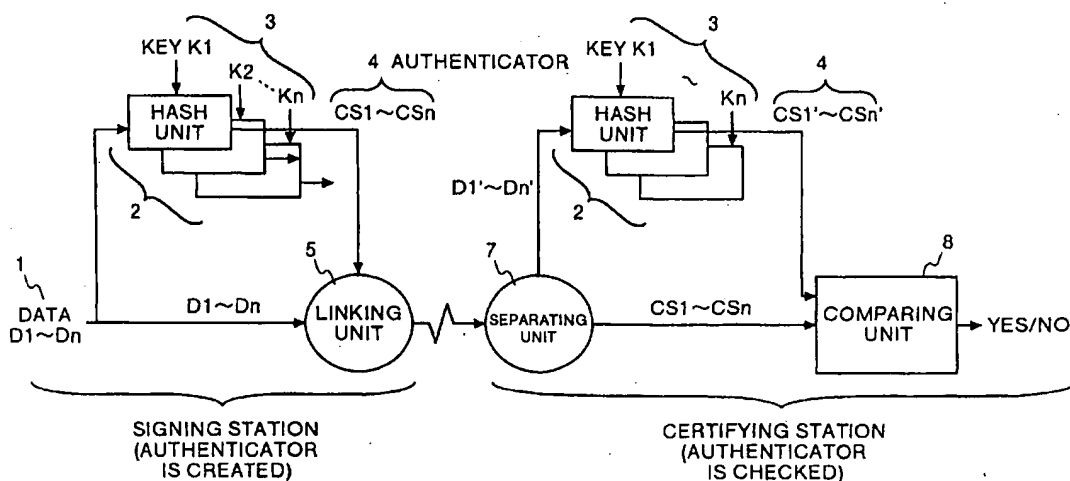 3
KEY K1
K2
Kn
HASH UNIT
2
4 AUTHENTICATOR
CS1~CSn
1
DATA
D1~Dn
D1~Dn
5
LINKING UNIT
SIGNING STATION
(AUTHENTICATOR
IS CREATED)
3
KEY K1
~
Kn
HASH UNIT
2
4
CS1'~CSn'
D1'~Dn'
7
SEPARATING UNIT
CS1~CSn
8
COMPARING UNIT
YES/NO
CERTIFYING STATION
(AUTHENTICATOR
IS CHECKED)